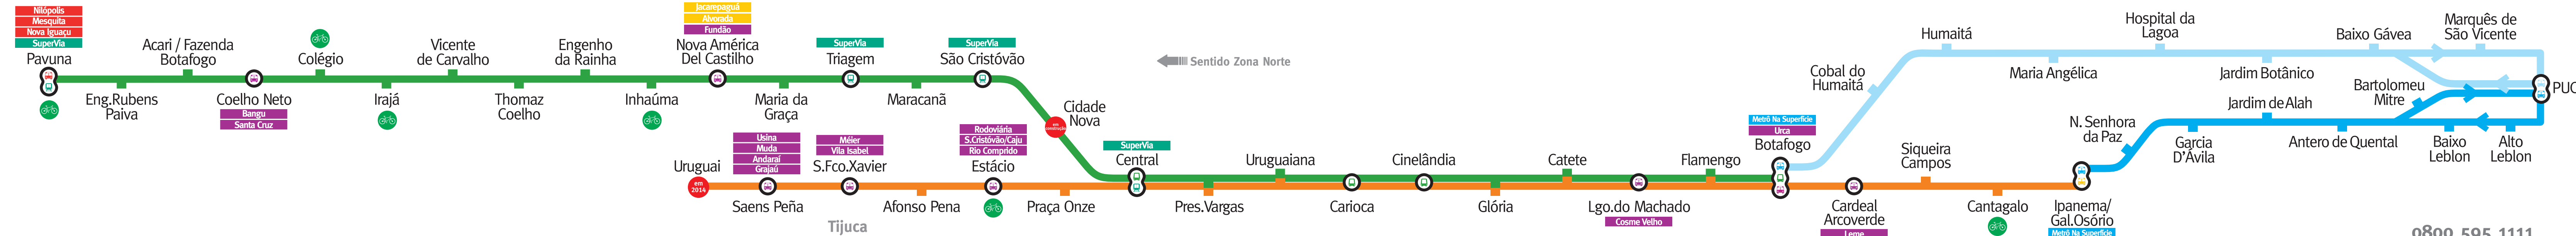 Nilópolis
Mesquita
Nova Iguaçu
SuperVia
Pavuna
Eng.Rubens
Paiva
Acari / Fazenda
Botafogo
Coelho Neto
Bangu
Santa Cruz
Colégio
Irajá
Vicente
de Carvalho
Thomaz
Coelho
Engenho
da Rainha
Inhaúma
Jacarepaguá
Alvorada
Fundão
Nova América
Del Castilho
Maria da
Graça
SuperVia
Triagem
Maracanã
SuperVia
São Cristóvão
Cidade
Nova
em
construção
Sentido Zona Norte
Uruguai
em
2014
Usina
Muda
Andaraí
Grajaú
Saens Peña
Méier
Vila Isabel
S.Fco.Xavier
Tijuca
Afonso Pena
Rodoviária
S.Cristóvão/Caju
Rio Comprido
Estácio
Praça Onze
SuperVia
Central
Pres.Vargas
Uruguaiana
Carioca
Cinelândia
Glória
Catete
Lgo.do Machado
Cosme Velho
Flamengo
Metrô Na Superfície
Urca
Botafogo
Cardeal
Arcoverde
Leme
Siqueira
Campos
Cantagalo
Ipanema/
Gal.Osório
Metrô Na Superfície
Cobal do
Humaitá
Humaitá
Maria Angélica
Hospital da
Lagoa
Jardim Botânico
Baixo Gávea
Marquês de
São Vicente
PUC
Bartolomeu
Mitre
N. Senhora
da Paz
Garcia
D'Ávila
Jardim de Alah
Antero de Quental
Baixo
Leblon
Alto
Leblon
0800 595 1111